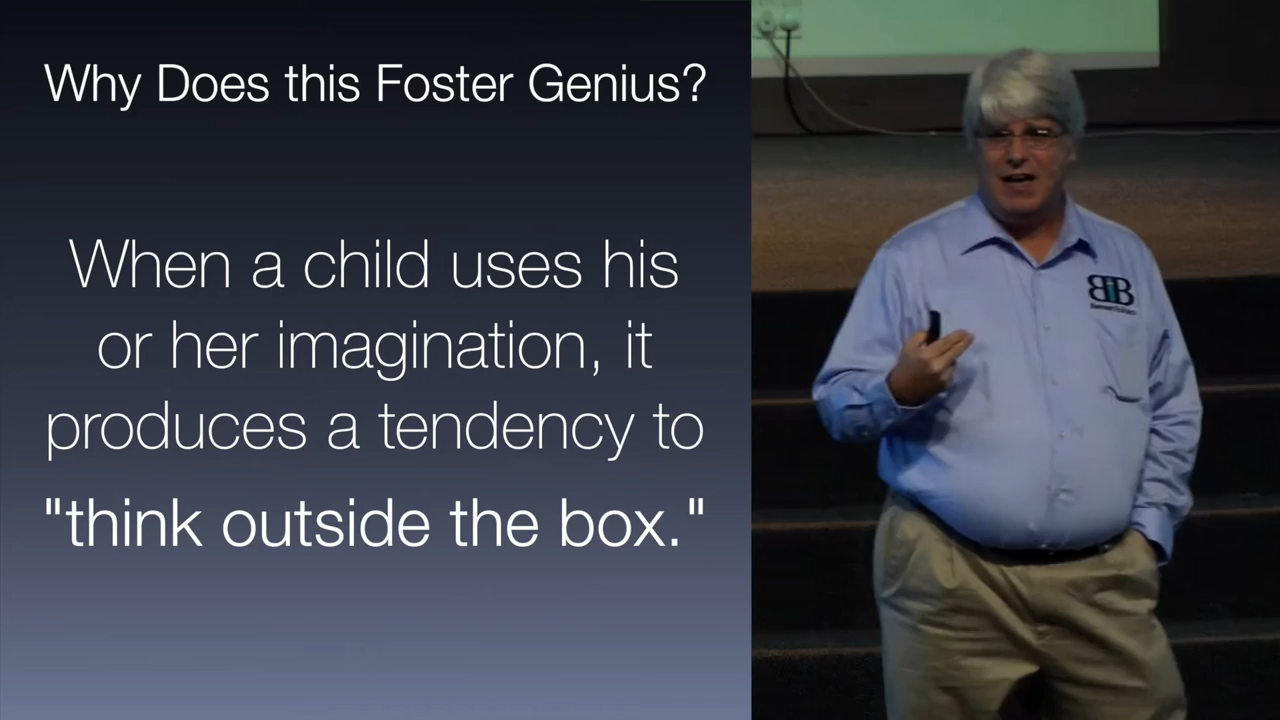 Why Does this Foster Genius?
When a child uses his
or her imagination, it
produces a tendency to
"think outside the box."
BiB